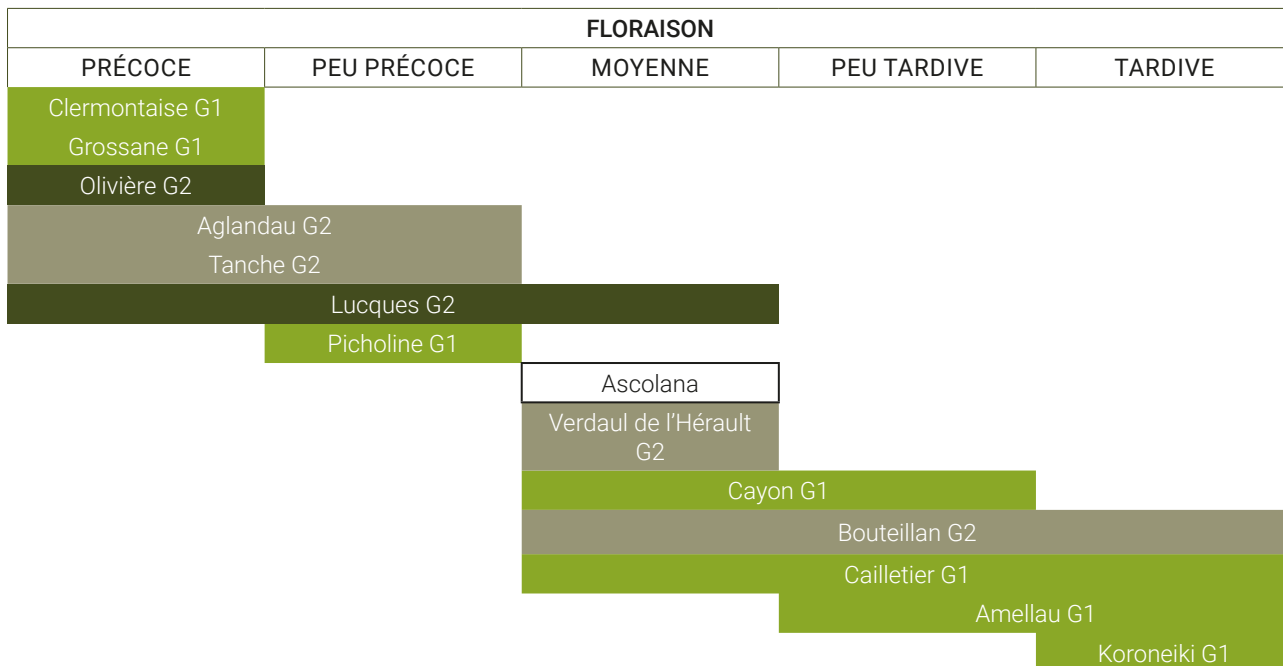 FLORAISON
PRÉCOCE PEU PRÉCOCE MOYENNE PEU TARDIVE TARDIVE
Clermontaise G1
Grossane G1
Olivière G2
Aglandau G2
Tanche G2
Lucques G2
Picholine G1
Ascolana
Verdaul de l'Hérault
G2
Cayon G1
Bouteillan G2
Cailletier G1
Amellau G1
Koroneiki G1